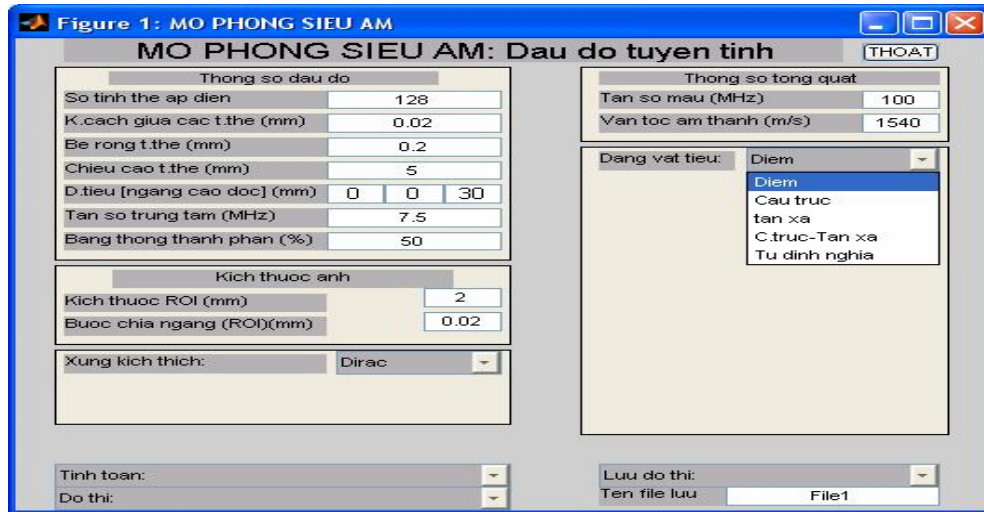 Figure 1: MO PHONG SIEU AM
MO PHONG SIEU AM: Dau do tuyen tinh
THOAT
Thong so dau do
So tinh the ap dien 128
K.cach giua cac t.the (mm) 0.02
Be rong t.the (mm) 0.2
Chieu cao t.the (mm) 5
D.tieu [ngang cao doc] (mm) 0 0 30
Tan so trung tam (MHz) 7.5
Bang thong thanh phan (%) 50
Kich thuoc anh
Kich thuoc ROI (mm) 2
Buoc chia ngang (ROI)(mm) 0.02
Xung kich thich: Dirac
Tinh toan:
Do thi:
Thong so tong quat
Tan so mau (MHz) 100
Van toc am thanh (m/s) 1540
Dang vat tieu: Diem
Diem
Cau truc
tan xa
C.truc-Tan xa
Tu dinh nghia
Luu do thi:
Ten file luu File1